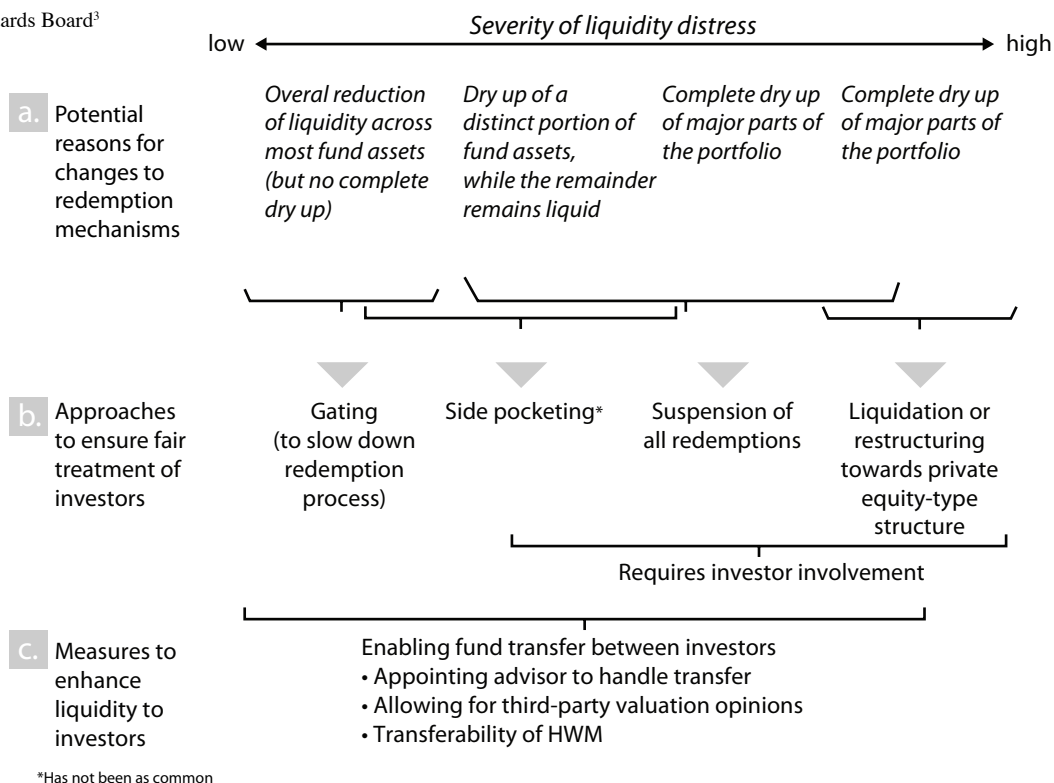 ards Board³
Severity of liquidity distress
low
high
a.
Potential
reasons for
changes to
redemption
mechanisms
Overal reduction
of liquidity across
most fund assets
(but no complete
dry up)
Dry up of a
distinct portion of
fund assets,
while the remainder
remains liquid
Complete dry up
of major parts of
the portfolio
Complete dry up
of major parts of
the portfolio
b.
Approaches
to ensure fair
treatment of
investors
Gating
(to slow down
redemption
process)
Side pocketing*
Suspension of
all redemptions
Liquidation or
restructuring
towards private
equity-type
structure
Requires investor involvement
c.
Measures to
enhance
liquidity to
investors
Enabling fund transfer between investors
• Appointing advisor to handle transfer
• Allowing for third-party valuation opinions
• Transferability of HWM
*Has not been as common